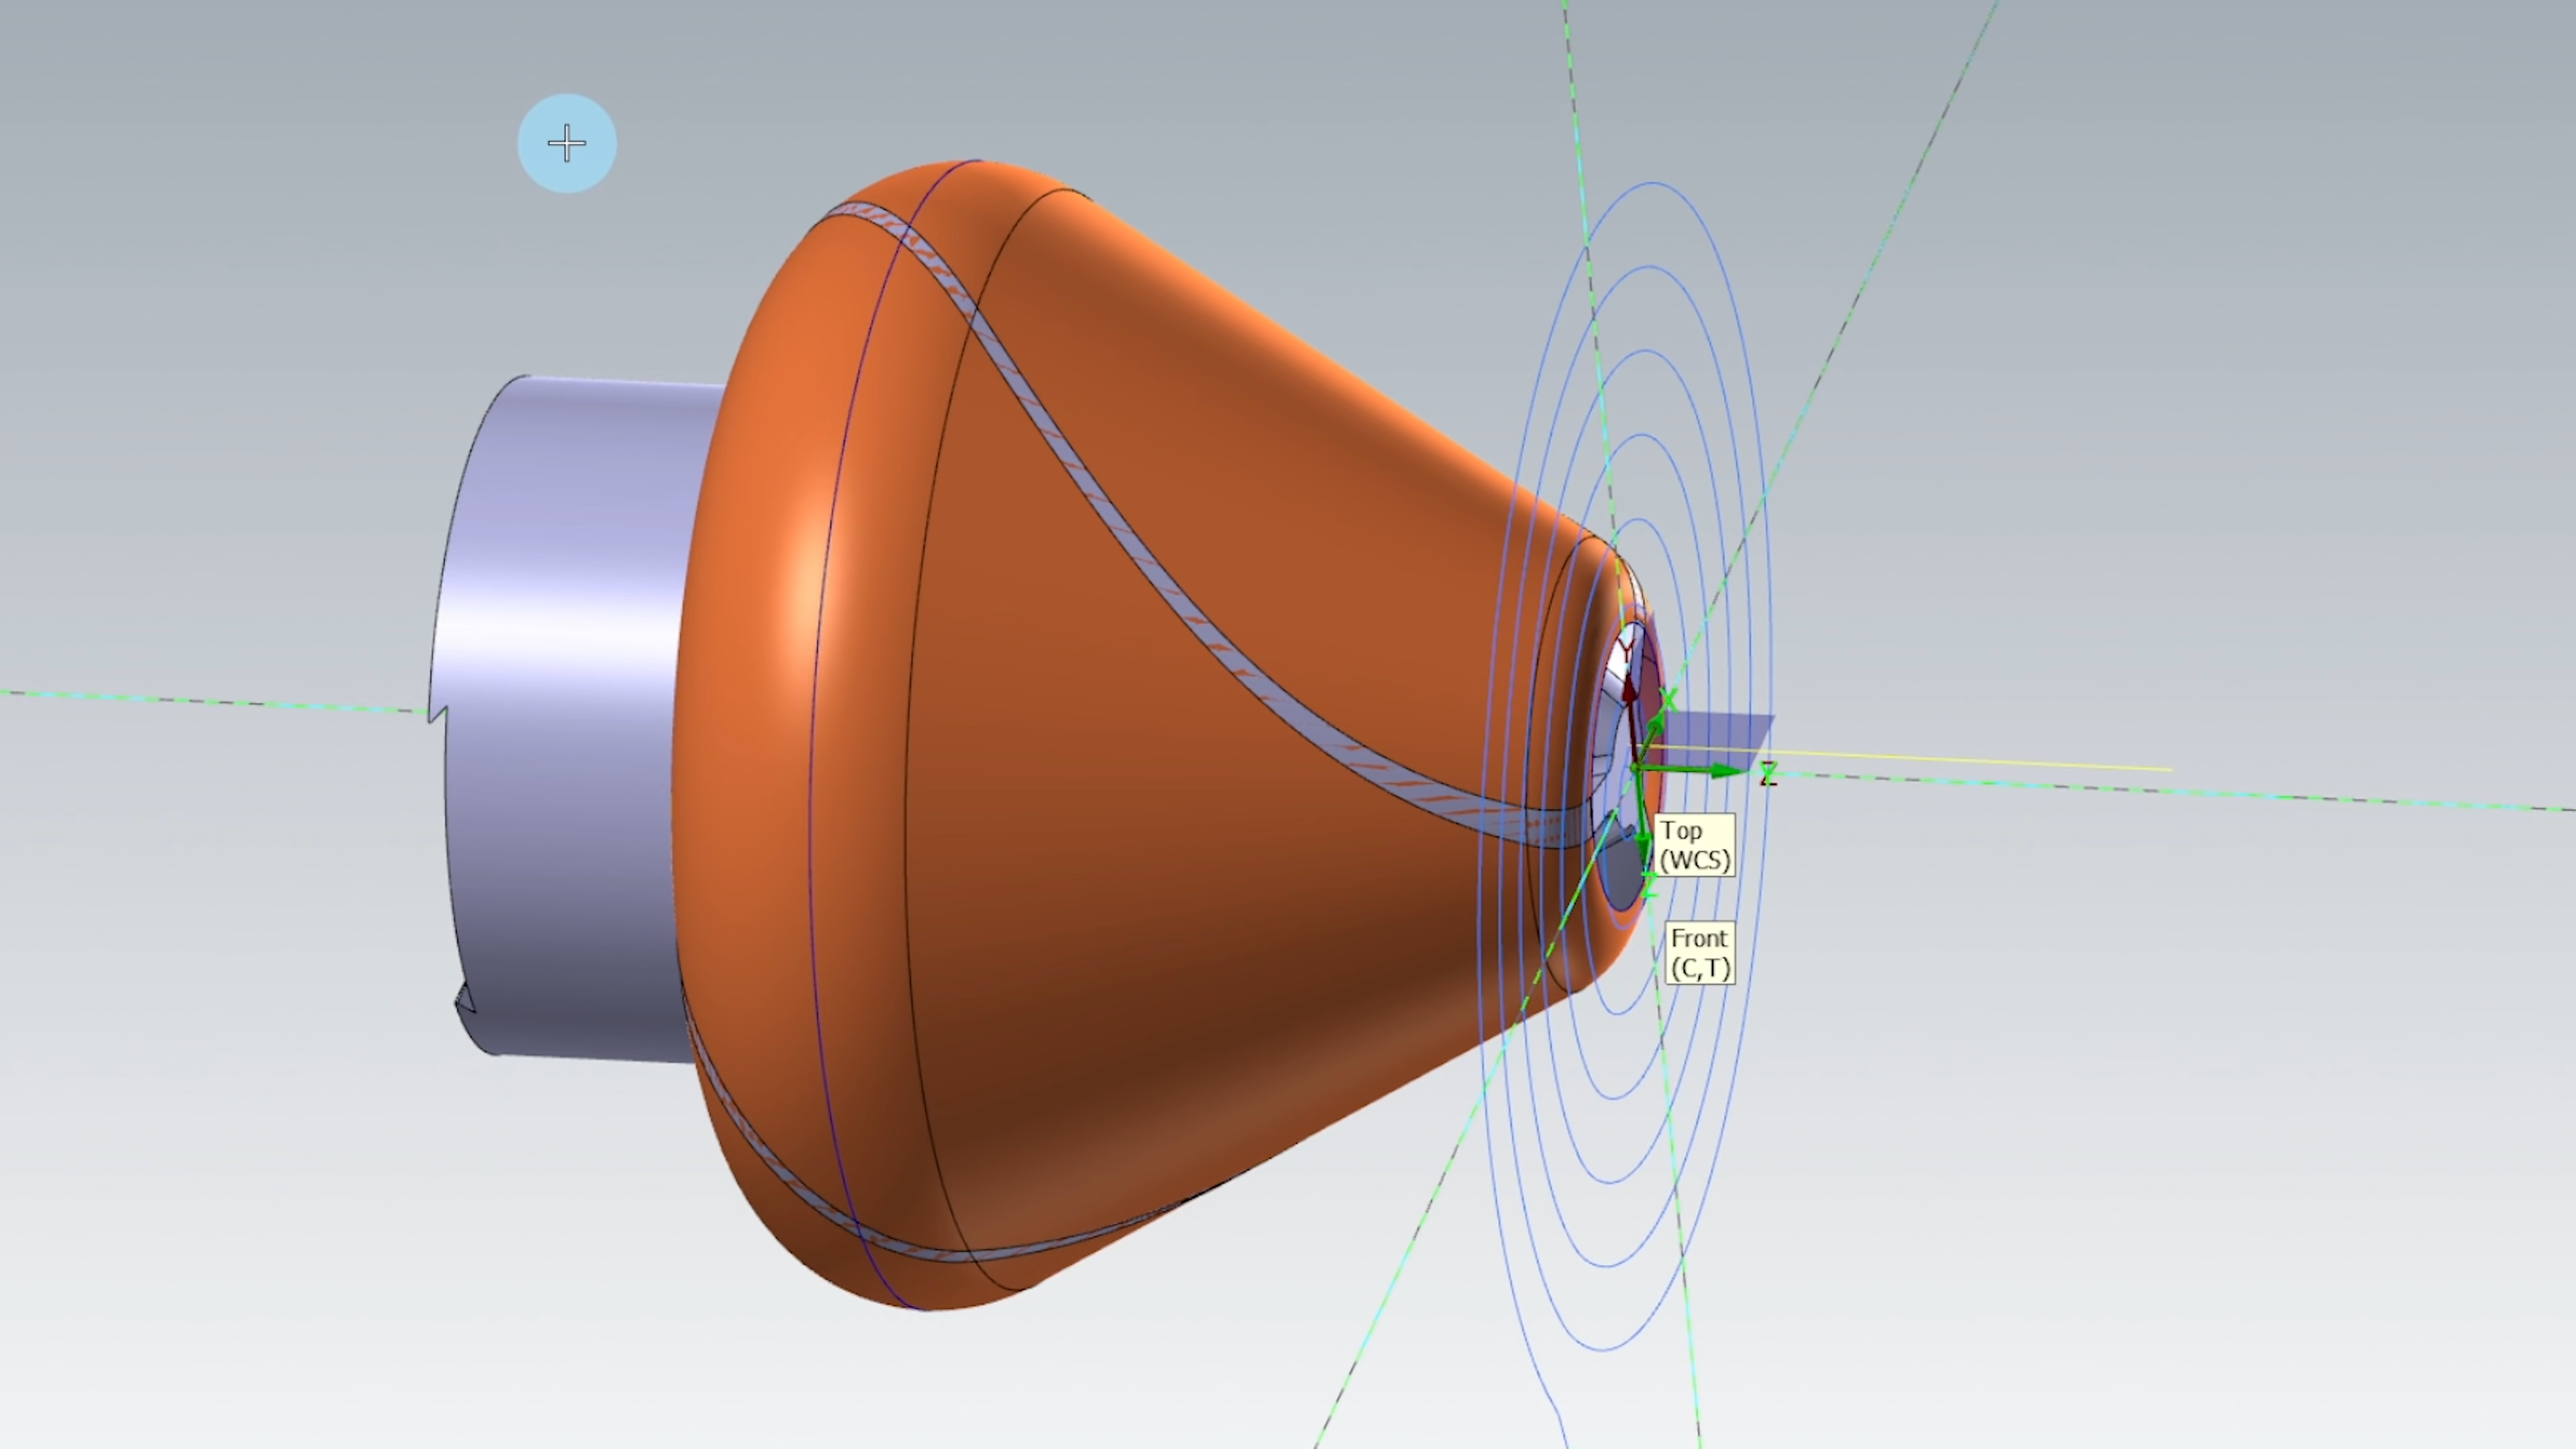 Y
X
Z
Top
(WCS)
Front
(C,T)